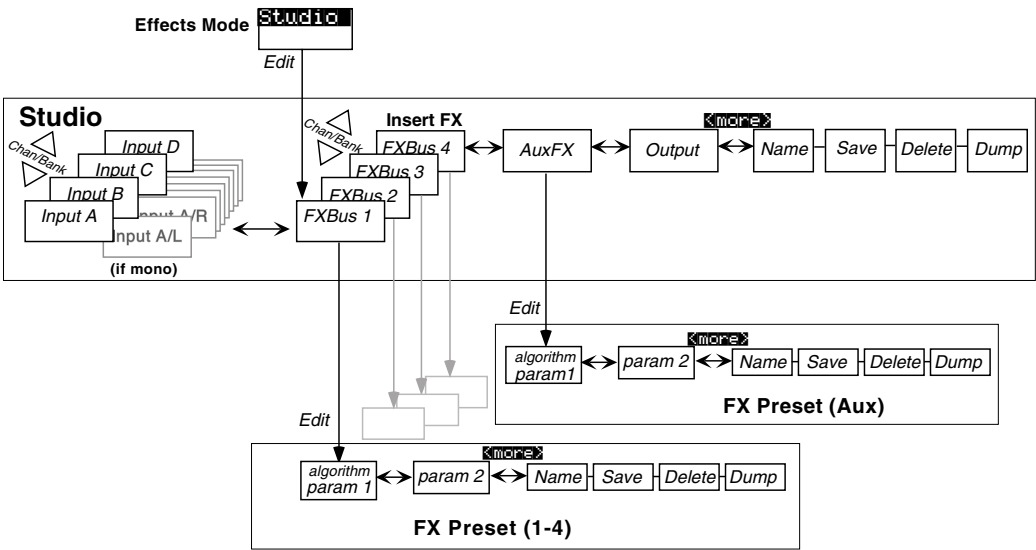 Effects Mode
Studio
Edit
Studio
Chan/Bank
Input D
Input C
Input B
Input A
Input A/R
Input A/L
(if mono)
Chan/Bank
Insert FX
FXBus 4
FXBus 3
FXBus 2
FXBus 1
AuxFX
Output
<more>
Name
Save
Delete
Dump
Edit
<more>
algorithm
param1
param 2
Name
Save
Delete
Dump
FX Preset (Aux)
Edit
<more>
algorithm
param 1
param 2
Name
Save
Delete
Dump
FX Preset (1-4)